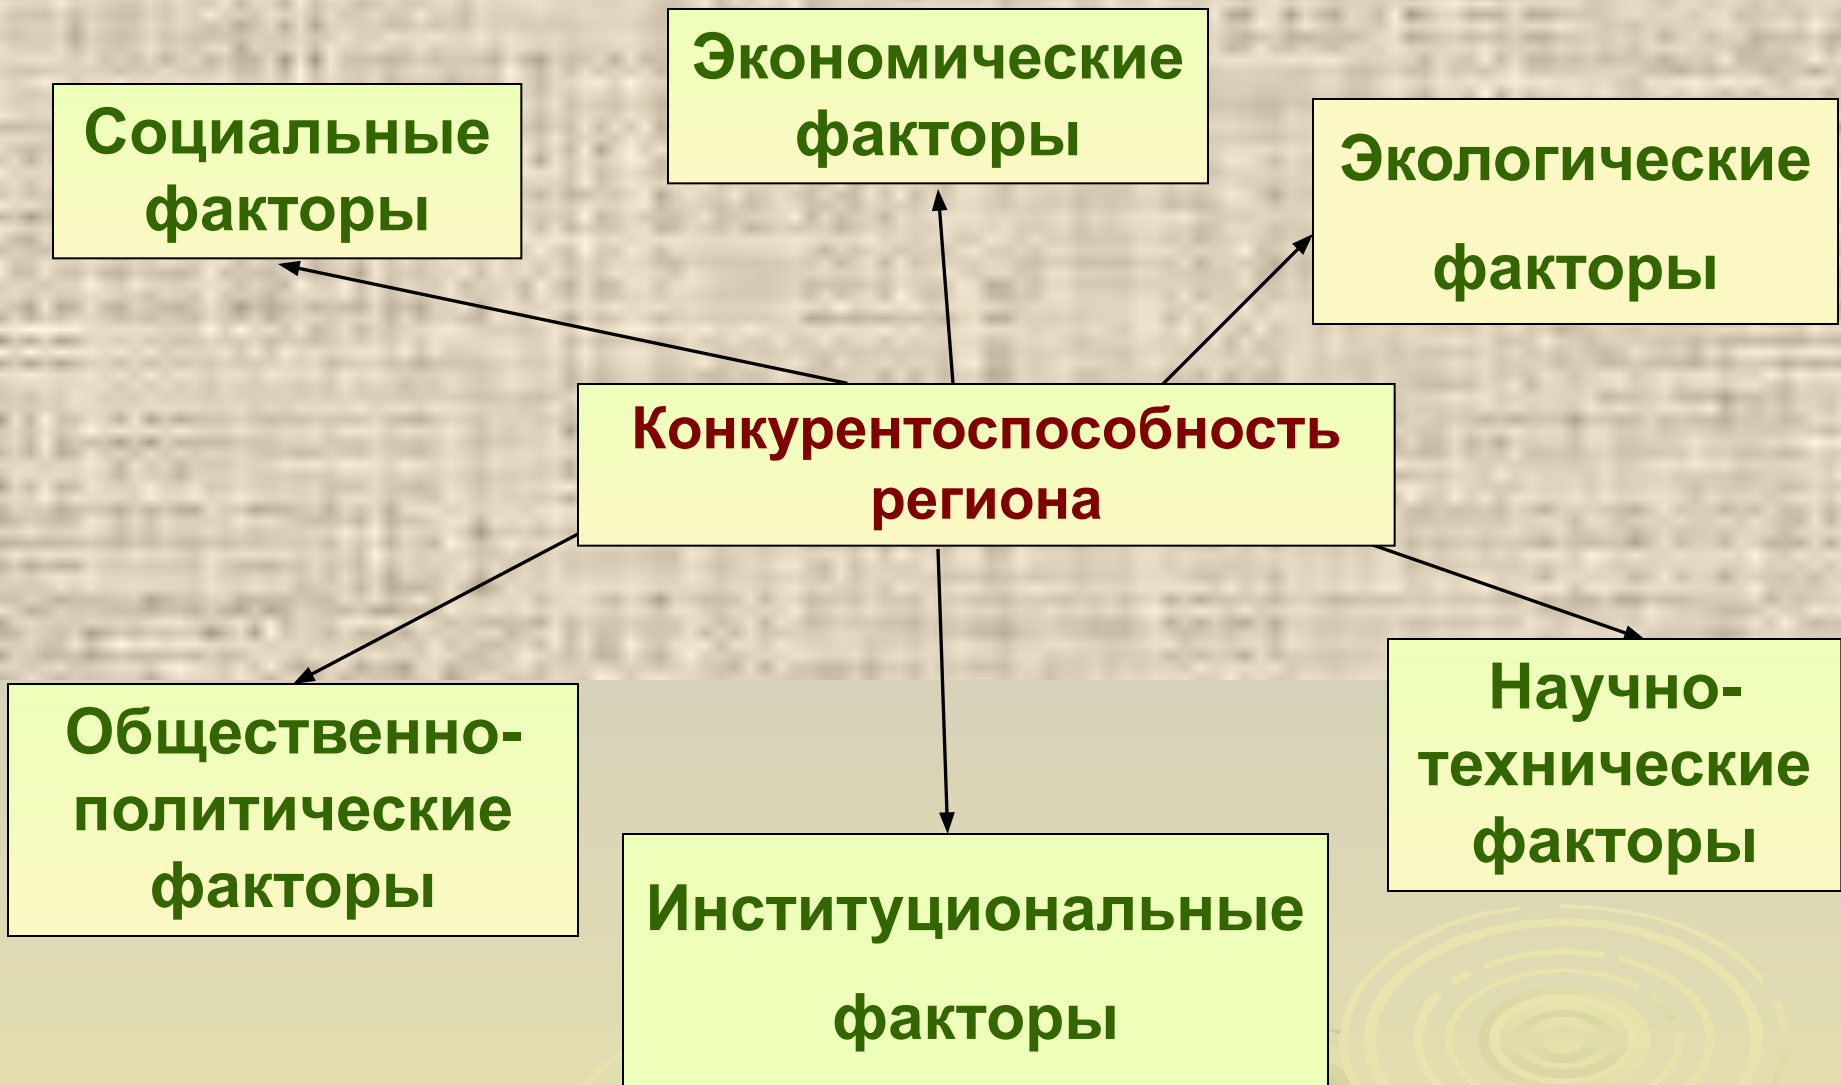 Экономические
факторы
Социальные
факторы
Экологические
факторы
Конкурентоспособность
региона
Общественно-
политические
факторы
Научно-
технические
факторы
Институциональные
факторы